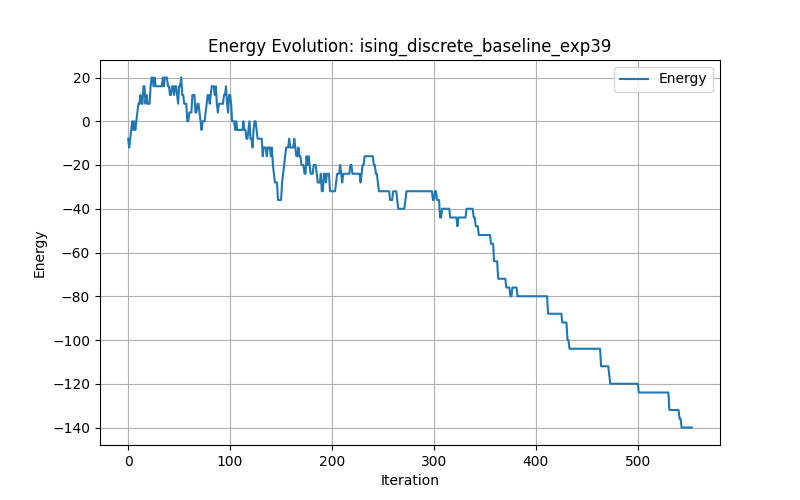 Energy Evolution: ising_discrete_baseline_exp39
Energy
20
0
−20
−40
−60
−80
−100
−120
−140
Energy
0 100 200 300 400 500
Iteration